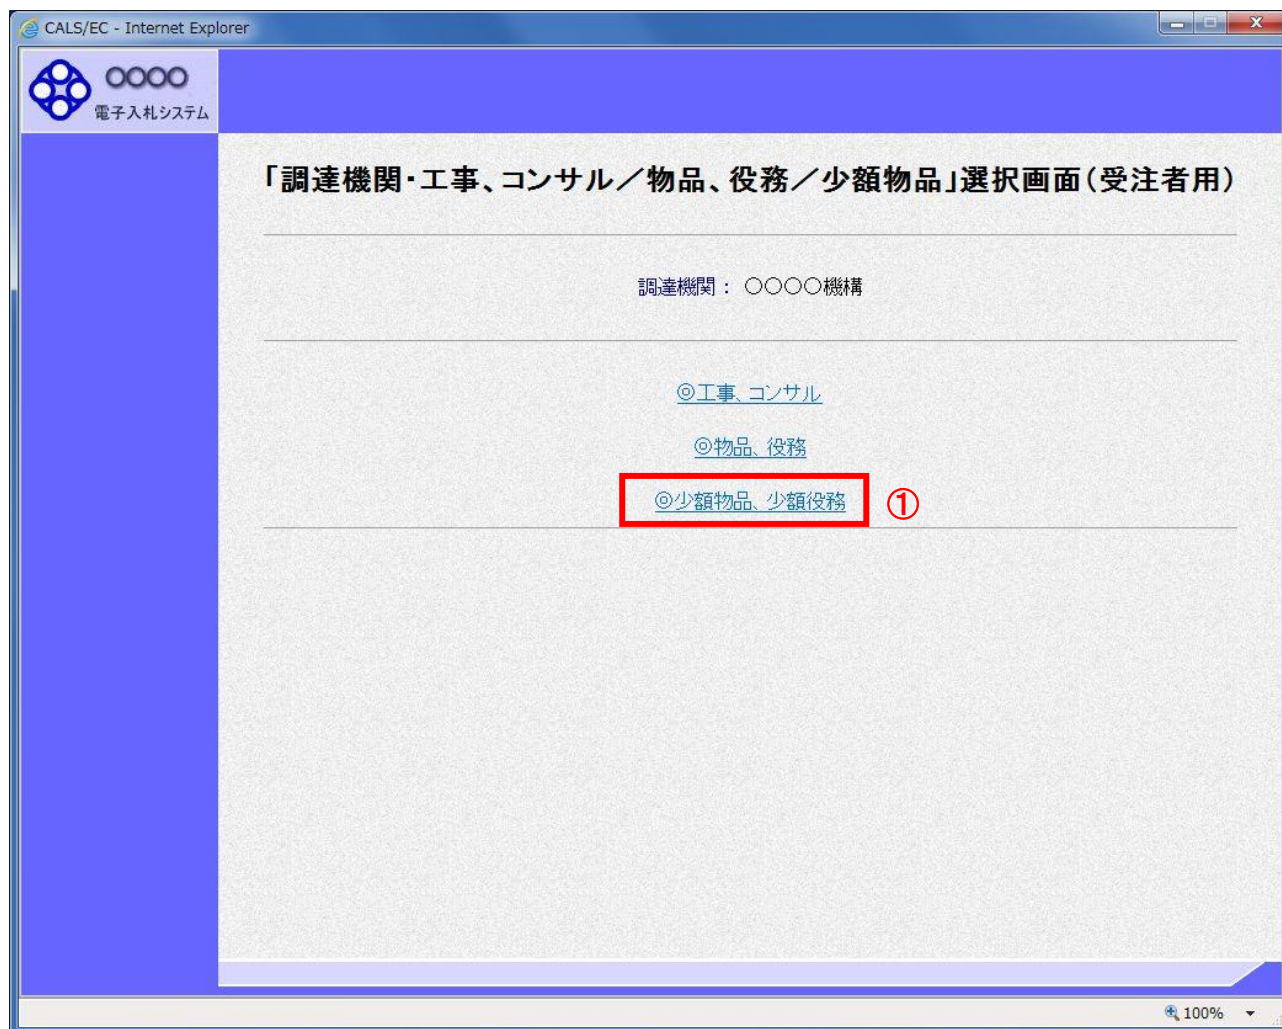 CALS/EC - Internet Explorer
○○○○
電子入札システム
「調達機関・工事、コンサル／物品、役務／少額物品」選択画面（受注者用）
調達機関： ○○○○機構
◎工事、コンサル
◎物品、役務
◎少額物品、少額役務 ①
100%